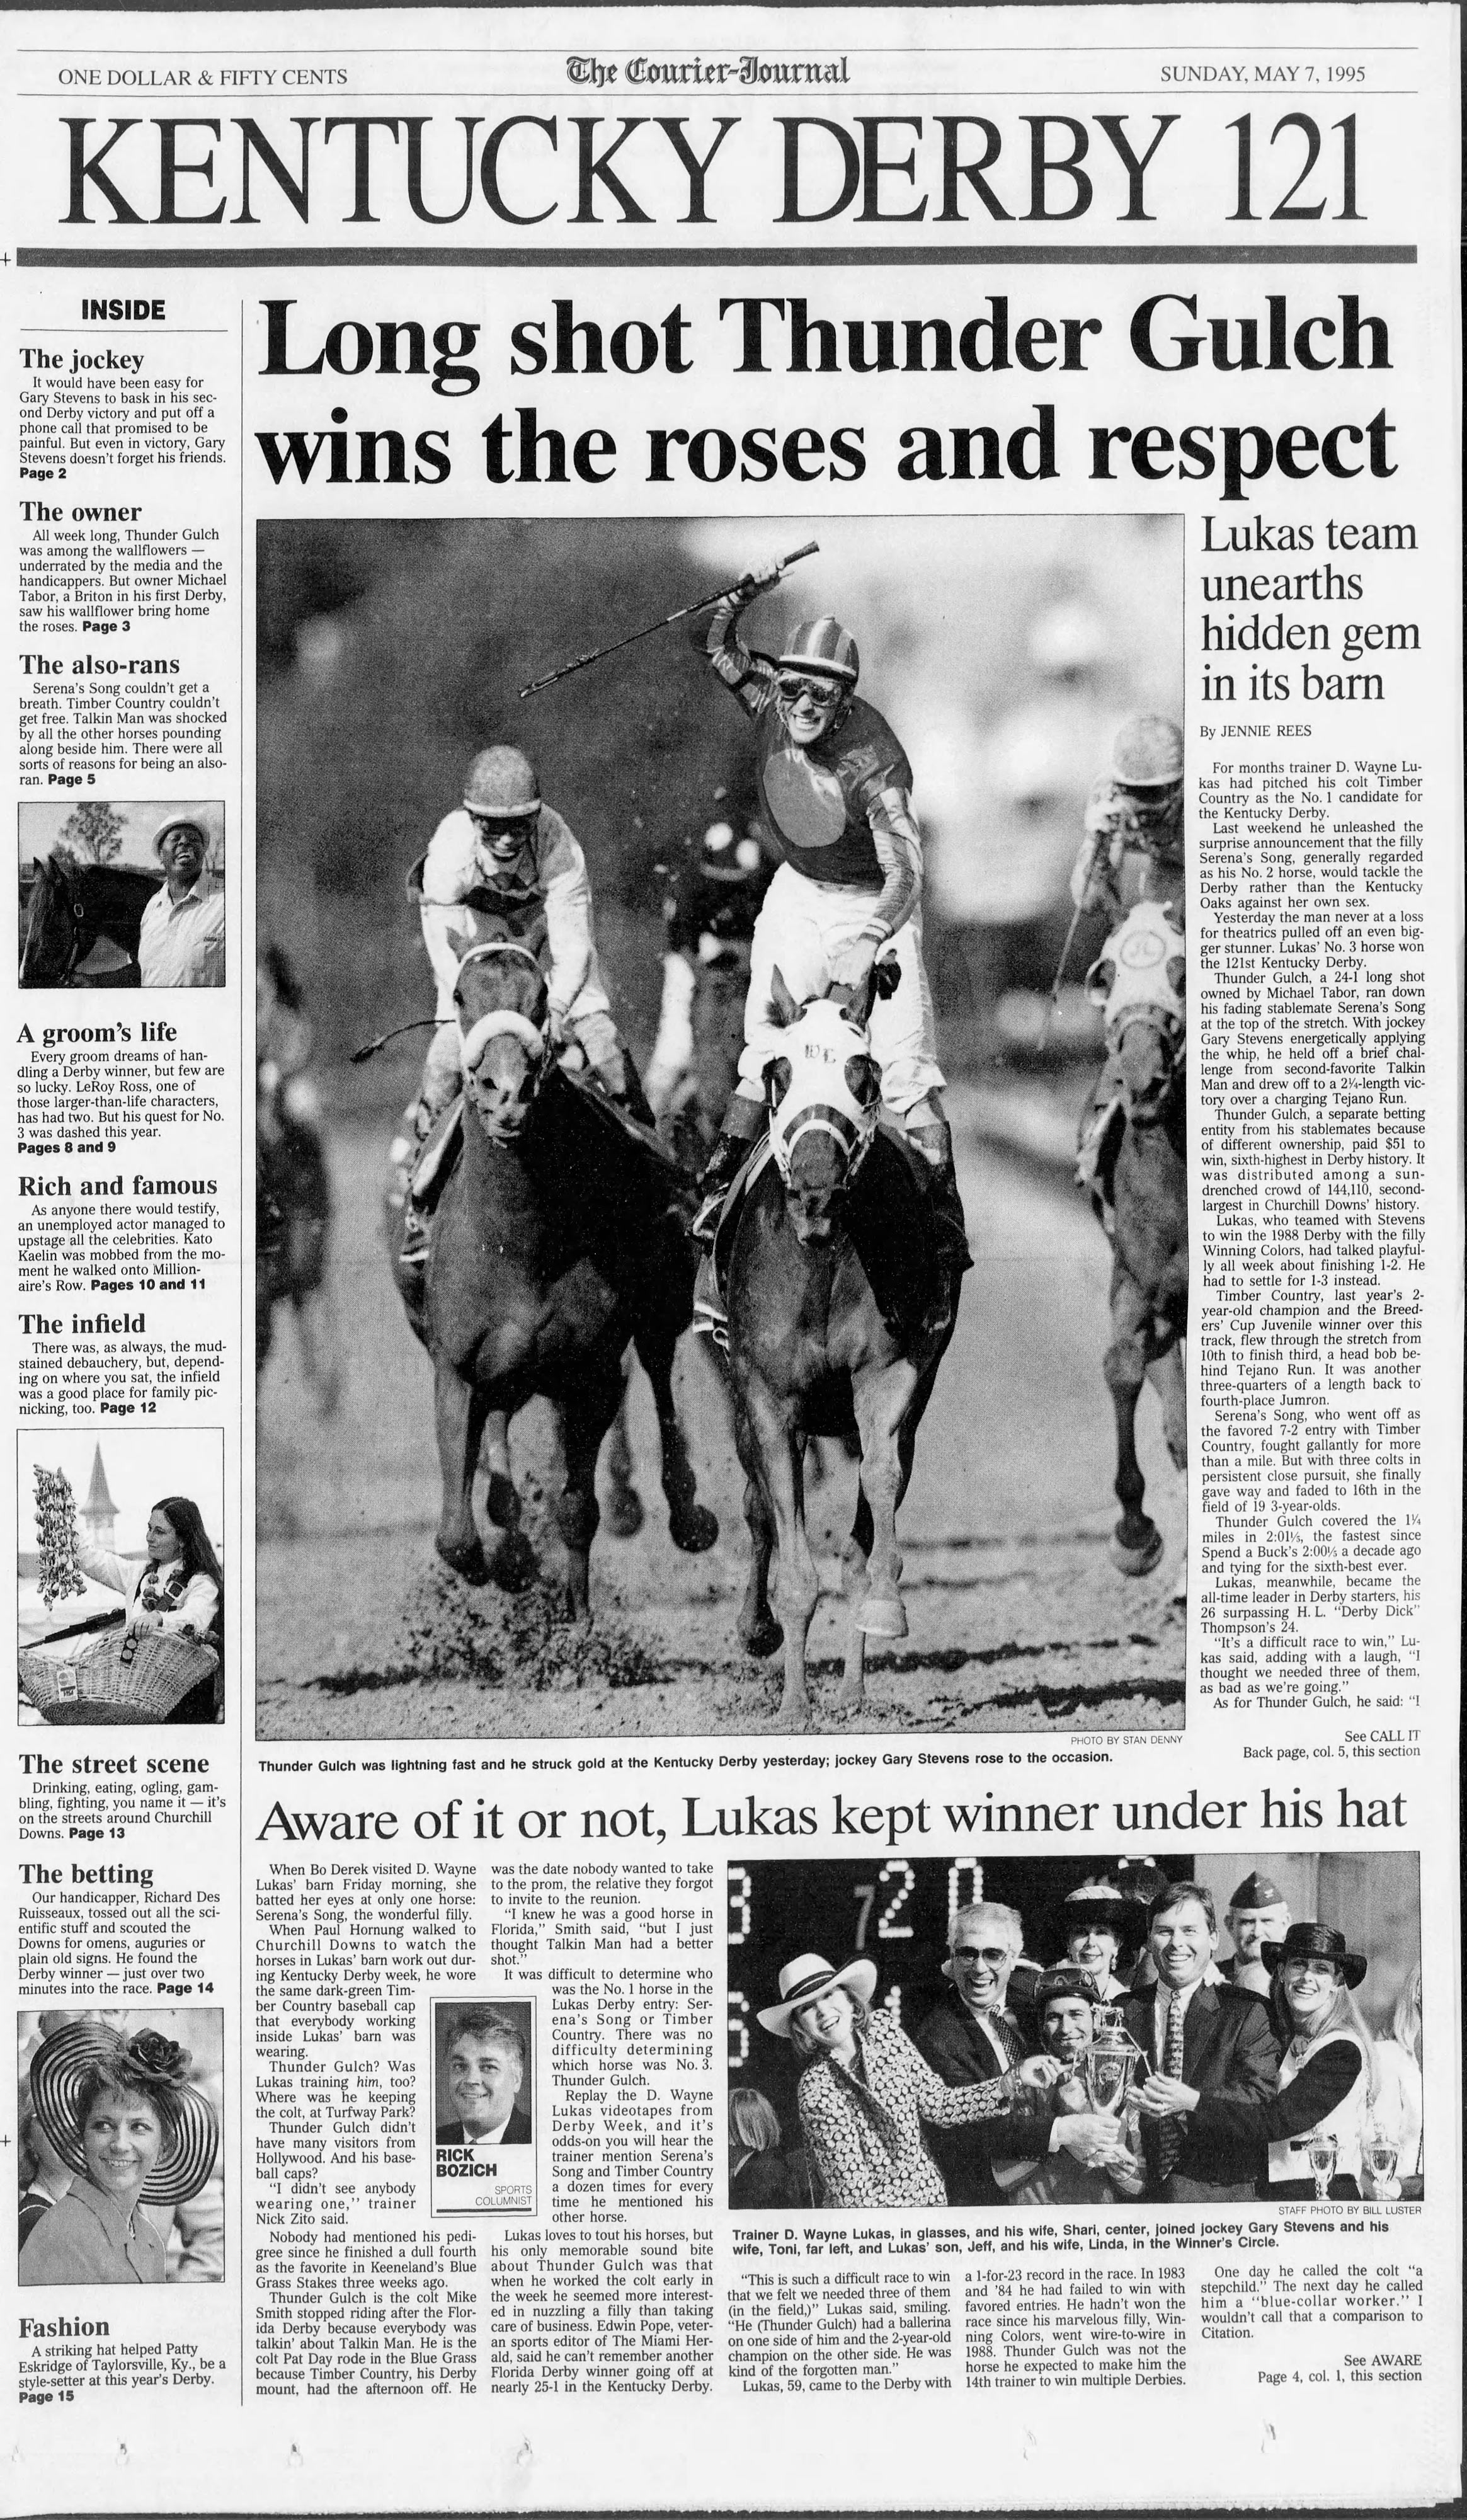 ONE DOLLAR & FIFTY CENTS
The Courier-Journal
SUNDAY, MAY 7, 1995
KENTUCKY DERBY 121
INSIDE
The jockey
It would have been easy for
Gary Stevens to bask in his sec-
ond Derby victory and put off a
phone call that promised to be
painful. But even in victory, Gary
Stevens doesn't forget his friends.
Page 2
The owner
All week long, Thunder Gulch
was among the wallflowers —
underrated by the media and the
handicappers. But owner Michael
Tabor, a Briton in his first Derby,
saw his wallflower bring home
the roses. Page 3
The also-rans
Serena's Song couldn't get a
breath. Timber Country couldn't
get free. Talkin Man was shocked
by all the other horses pounding
along beside him. There were all
sorts of reasons for being an also-
ran. Page 5
A groom's life
Every groom dreams of han-
dling a Derby winner, but few are
so lucky. LeRoy Ross, one of
those larger-than-life characters,
has had two. But his quest for No.
3 was dashed this year.
Pages 8 and 9
Rich and famous
As anyone there would testify,
an unemployed actor managed to
upstage all the celebrities. Kato
Kaelin was mobbed from the mo-
ment he walked onto Million-
aire's Row. Pages 10 and 11
The infield
There was, as always, the mud-
stained debauchery, but, depend-
ing on where you sat, the infield
was a good place for family pic-
nicking, too. Page 12
The street scene
Drinking, eating, ogling, gam-
bling, fighting, you name it — it's
on the streets around Churchill
Downs. Page 13
The betting
Our handicapper, Richard Des
Ruisseaux, tossed out all the sci-
entific stuff and scouted the
Downs for omens, auguries or
plain old signs. He found the
Derby winner — just over two
minutes into the race. Page 14
Fashion
A striking hat helped Patty
Eskridge of Taylorsville, Ky., be a
style-setter at this year's Derby.
Page 15
Long shot Thunder Gulch
wins the roses and respect
JL
PHOTO BY STAN DENNY
Thunder Gulch was lightning fast and he struck gold at the Kentucky Derby yesterday; jockey Gary Stevens rose to the occasion.
Lukas team
unearths
hidden gem
in its barn
By JENNIE REES
For months trainer D. Wayne Lu-
kas had pitched his colt Timber
Country as the No. 1 candidate for
the Kentucky Derby.
Last weekend he unleashed the
surprise announcement that the filly
Serena's Song, generally regarded
as his No. 2 horse, would tackle the
Derby rather than the Kentucky
Oaks against her own sex.
Yesterday the man never at a loss
for theatrics pulled off an even big-
ger stunner. Lukas' No. 3 horse won
the 121st Kentucky Derby.
Thunder Gulch, a 24-1 long shot
owned by Michael Tabor, ran down
his fading stablemate Serena's Song
at the top of the stretch. With jockey
Gary Stevens energetically applying
the whip, he held off a brief chal-
lenge from second-favorite Talkin
Man and drew off to a 2¼-length vic-
tory over a charging Tejano Run.
Thunder Gulch, a separate betting
entity from his stablemates because
of different ownership, paid $51 to
win, sixth-highest in Derby history. It
was distributed among a sun-
drenched crowd of 144,110, second-
largest in Churchill Downs' history.
Lukas, who teamed with Stevens
to win the 1988 Derby with the filly
Winning Colors, had talked playful-
ly all week about finishing 1-2. He
had to settle for 1-3 instead.
Timber Country, last year's 2-
year-old champion and the Breed-
ers' Cup Juvenile winner over this
track, flew through the stretch from
10th to finish third, a head bob be-
hind Tejano Run. It was another
three-quarters of a length back to
fourth-place Jumron.
Serena's Song, who went off as
the favored 7-2 entry with Timber
Country, fought gallantly for more
than a mile. But with three colts in
persistent close pursuit, she finally
gave way and faded to 16th in the
field of 19 3-year-olds.
Thunder Gulch covered the 1¼
miles in 2:01⅕, the fastest since
Spend a Buck's 2:00⅕ a decade ago
and tying for the sixth-best ever.
Lukas, meanwhile, became the
all-time leader in Derby starters, his
26 surpassing H. L. "Derby Dick"
Thompson's 24.
"It's a difficult race to win," Lu-
kas said, adding with a laugh, "I
thought we needed three of them,
as bad as we're going."
As for Thunder Gulch, he said: "I
See CALL IT
Back page, col. 5, this section
Aware of it or not, Lukas kept winner under his hat
When Bo Derek visited D. Wayne
Lukas' barn Friday morning, she
batted her eyes at only one horse:
Serena's Song, the wonderful filly.
When Paul Hornung walked to
Churchill Downs to watch the
horses in Lukas' barn work out dur-
ing Kentucky Derby week, he wore
the same dark-green Tim-
ber Country baseball cap
that everybody working
inside Lukas' barn was
wearing.
Thunder Gulch? Was
Lukas training him, too?
Where was he keeping
the colt, at Turfway Park?
Thunder Gulch didn't
have many visitors from
Hollywood. And his base-
ball caps?
"I didn't see anybody
wearing one," trainer
Nick Zito said.
Nobody had mentioned his pedi-
gree since he finished a dull fourth
as the favorite in Keeneland's Blue
Grass Stakes three weeks ago.
Thunder Gulch is the colt Mike
Smith stopped riding after the Flor-
ida Derby because everybody was
talkin' about Talkin Man. He is the
colt Pat Day rode in the Blue Grass
because Timber Country, his Derby
mount, had the afternoon off. He
RICK
BOZICH
SPORTS
COLUMNIST
was the date nobody wanted to take
to the prom, the relative they forgot
to invite to the reunion.
"I knew he was a good horse in
Florida," Smith said, "but I just
thought Talkin Man had a better
shot."
It was difficult to determine who
was the No. 1 horse in the
Lukas Derby entry: Ser-
ena's Song or Timber
Country. There was no
difficulty determining
which horse was No. 3.
Thunder Gulch.
Replay the D. Wayne
Lukas videotapes from
Derby Week, and it's
odds-on you will hear the
trainer mention Serena's
Song and Timber Country
a dozen times for every
time he mentioned his
other horse.
Lukas loves to tout his horses, but
his only memorable sound bite
about Thunder Gulch was that
when he worked the colt early in
the week he seemed more interest-
ed in nuzzling a filly than taking
care of business. Edwin Pope, veter-
an sports editor of The Miami Her-
ald, said he can't remember another
Florida Derby winner going off at
nearly 25-1 in the Kentucky Derby.
720
STAFF PHOTO BY BILL LUSTER
Trainer D. Wayne Lukas, in glasses, and his wife, Shari, center, joined jockey Gary Stevens and his
wife, Toni, far left, and Lukas' son, Jeff, and his wife, Linda, in the Winner's Circle.
"This is such a difficult race to win
that we felt we needed three of them
(in the field,)" Lukas said, smiling.
"He (Thunder Gulch) had a ballerina
on one side of him and the 2-year-old
champion on the other side. He was
kind of the forgotten man."
Lukas, 59, came to the Derby with
a 1-for-23 record in the race. In 1983
and '84 he had failed to win with
favored entries. He hadn't won the
race since his marvelous filly, Win-
ning Colors, went wire-to-wire in
1988. Thunder Gulch was not the
horse he expected to make him the
14th trainer to win multiple Derbies.
One day he called the colt "a
stepchild." The next day he called
him a "blue-collar worker." I
wouldn't call that a comparison to
Citation.
See AWARE
Page 4, col. 1, this section